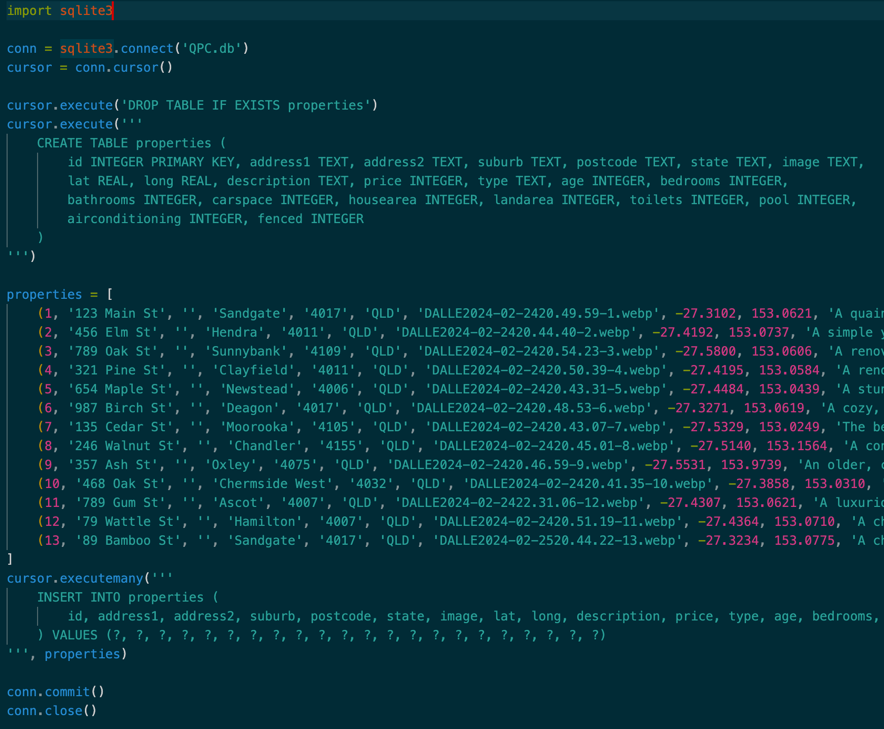 import sqlite3
conn = sqlite3.connect('QPC.db')
cursor = conn.cursor()
cursor.execute('DROP TABLE IF EXISTS properties')
cursor.execute('''
CREATE TABLE properties (
id INTEGER PRIMARY KEY, address1 TEXT, address2 TEXT, suburb TEXT, postcode TEXT, state TEXT, image TEXT,
lat REAL, long REAL, description TEXT, price INTEGER, type TEXT, age INTEGER, bedrooms INTEGER,
bathrooms INTEGER, carspace INTEGER, housearea INTEGER, landarea INTEGER, toilets INTEGER, pool INTEGER,
airconditioning INTEGER, fenced INTEGER
)
''')
properties = [
(1, '123 Main St', '', 'Sandgate', '4017', 'QLD', 'DALLE2024-02-2420.49.59-1.webp', -27.3102, 153.0621, 'A quain
(2, '456 Elm St', '', 'Hendra', '4011', 'QLD', 'DALLE2024-02-2420.44.40-2.webp', -27.4192, 153.0737, 'A simple y
(3, '789 Oak St', '', 'Sunnybank', '4109', 'QLD', 'DALLE2024-02-2420.54.23-3.webp', -27.5800, 153.0606, 'A renov
(4, '321 Pine St', '', 'Clayfield', '4011', 'QLD', 'DALLE2024-02-2420.50.39-4.webp', -27.4195, 153.0584, 'A reno
(5, '654 Maple St', '', 'Newstead', '4006', 'QLD', 'DALLE2024-02-2420.43.31-5.webp', -27.4484, 153.0439, 'A stun
(6, '987 Birch St', '', 'Deagon', '4017', 'QLD', 'DALLE2024-02-2420.48.53-6.webp', -27.3271, 153.0619, 'A cozy,
(7, '135 Cedar St', '', 'Moorooka', '4105', 'QLD', 'DALLE2024-02-2420.43.07-7.webp', -27.5329, 153.0249, 'The be
(8, '246 Walnut St', '', 'Chandler', '4155', 'QLD', 'DALLE2024-02-2420.45.01-8.webp', -27.5140, 153.1564, 'A con
(9, '357 Ash St', '', 'Oxley', '4075', 'QLD', 'DALLE2024-02-2420.46.59-9.webp', -27.5531, 153.9739, 'An older, c
(10, '468 Oak St', '', 'Chermside West', '4032', 'QLD', 'DALLE2024-02-2420.41.35-10.webp', -27.3858, 153.0310, '
(11, '789 Gum St', '', 'Ascot', '4007', 'QLD', 'DALLE2024-02-2422.31.06-12.webp', -27.4307, 153.0621, 'A luxurio
(12, '79 Wattle St', '', 'Hamilton', '4007', 'QLD', 'DALLE2024-02-2420.51.19-11.webp', -27.4364, 153.0710, 'A ch
(13, '89 Bamboo St', '', 'Sandgate', '4017', 'QLD', 'DALLE2024-02-2520.44.22-13.webp', -27.3234, 153.0775, 'A ch
]
cursor.executemany('''
INSERT INTO properties (
id, address1, address2, suburb, postcode, state, image, lat, long, description, price, type, age, bedrooms,
) VALUES (?, ?, ?, ?, ?, ?, ?, ?, ?, ?, ?, ?, ?, ?, ?, ?, ?, ?, ?, ?, ?, ?)
''', properties)
conn.commit()
conn.close()